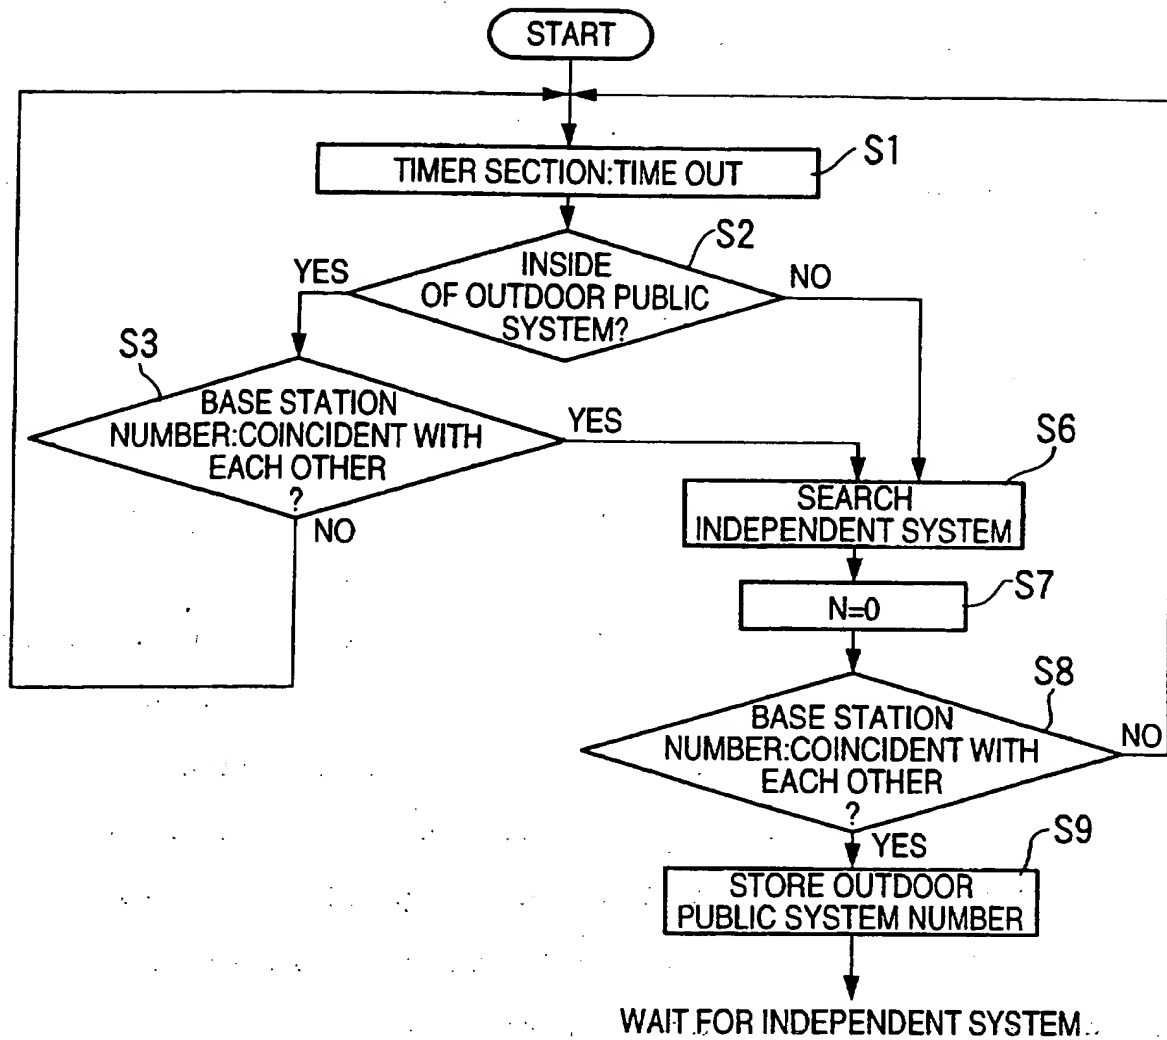 START
TIMER SECTION:TIME OUT
S1
S2
INSIDE
OF OUTDOOR PUBLIC
SYSTEM?
YES
NO
S3
BASE STATION
NUMBER:COINCIDENT WITH
EACH OTHER
?
YES
NO
S6
SEARCH
INDEPENDENT SYSTEM
S7
N=0
S8
BASE STATION
NUMBER:COINCIDENT WITH
EACH OTHER
?
NO
YES
S9
STORE OUTDOOR
PUBLIC SYSTEM NUMBER
WAIT FOR INDEPENDENT SYSTEM